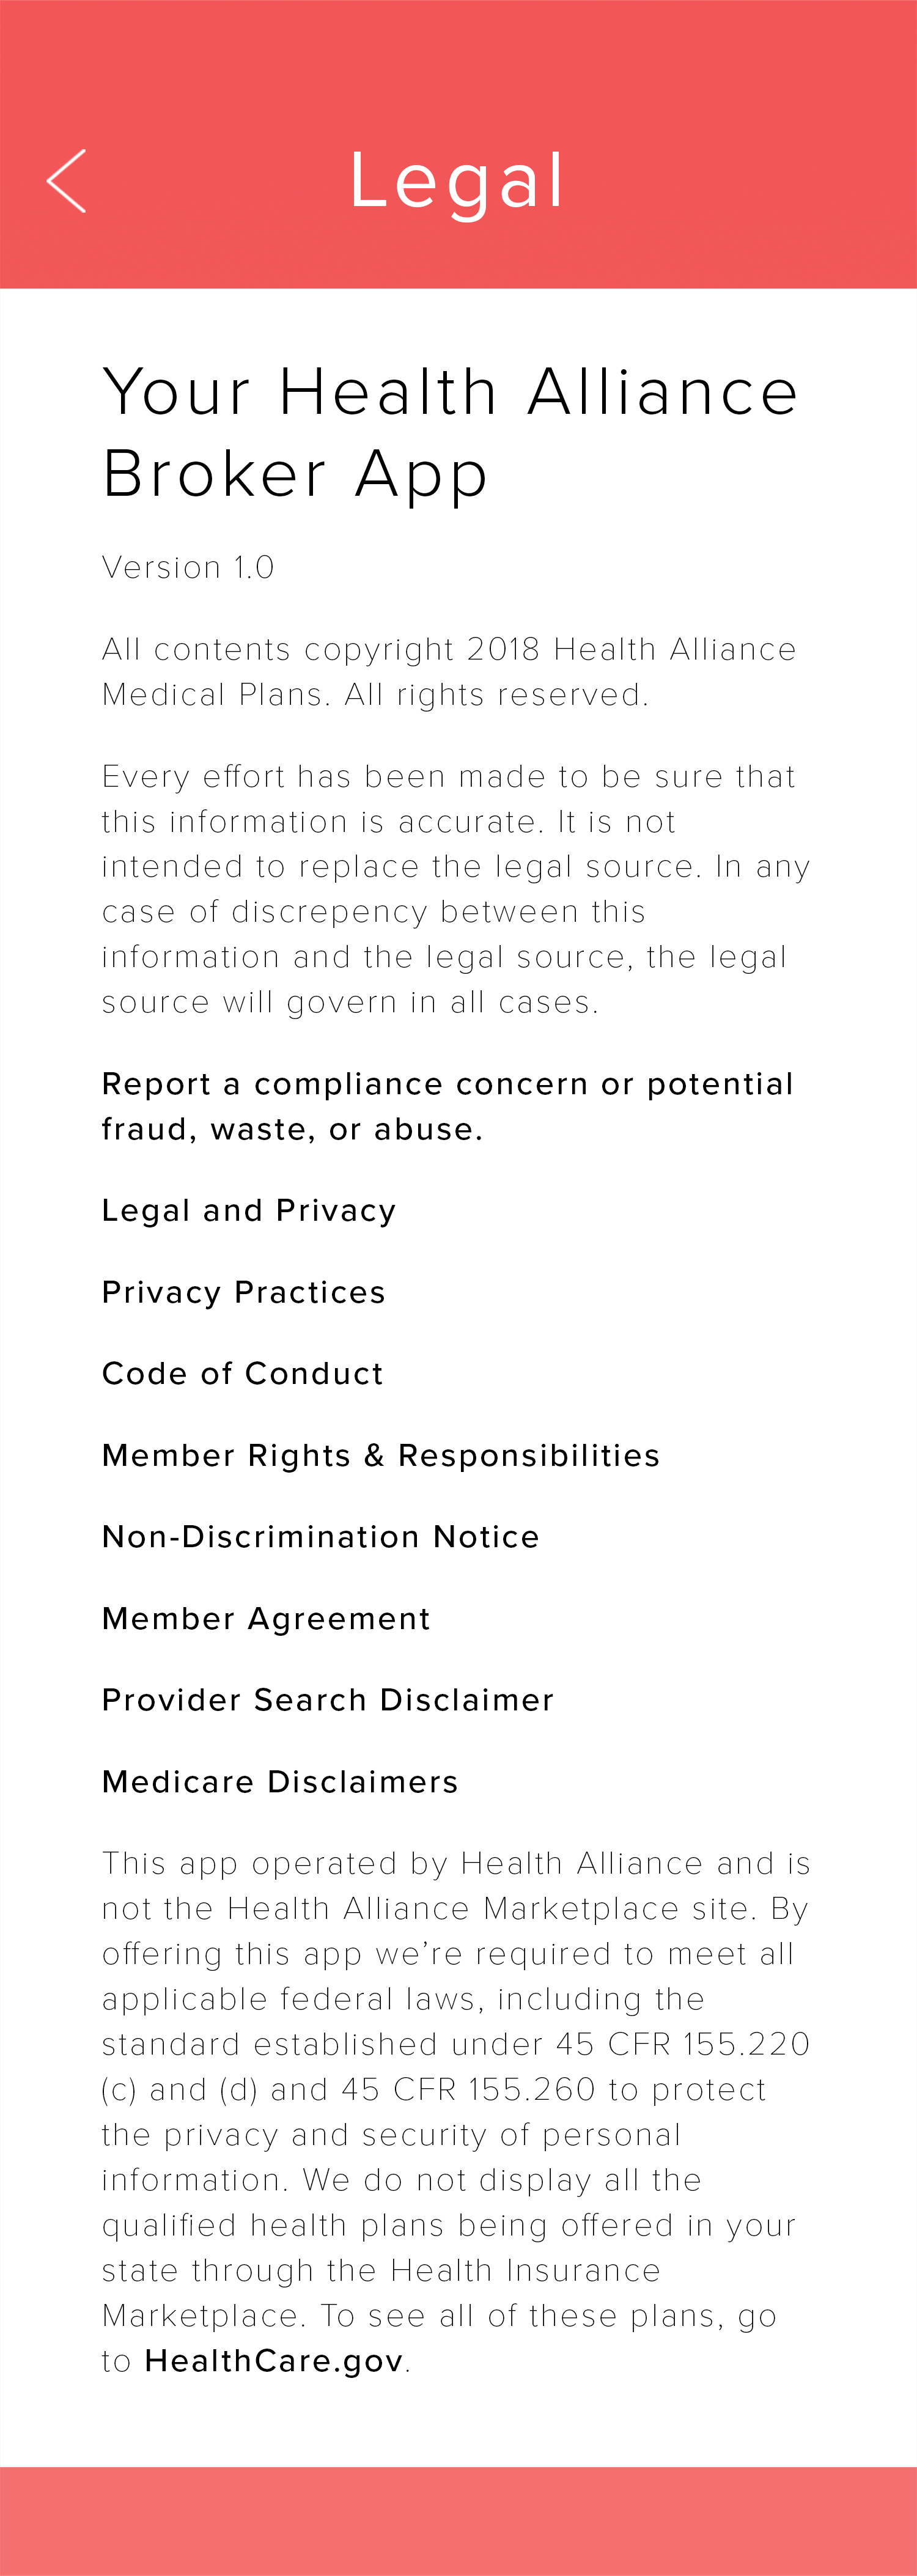 Legal
Your Health Alliance
Broker App
Version 1.0
All contents copyright 2018 Health Alliance
Medical Plans. All rights reserved.
Every effort has been made to be sure that
this information is accurate. It is not
intended to replace the legal source. In any
case of discrepency between this
information and the legal source, the legal
source will govern in all cases.
Report a compliance concern or potential
fraud, waste, or abuse.
Legal and Privacy
Privacy Practices
Code of Conduct
Member Rights & Responsibilities
Non-Discrimination Notice
Member Agreement
Provider Search Disclaimer
Medicare Disclaimers
This app operated by Health Alliance and is
not the Health Alliance Marketplace site. By
offering this app we’re required to meet all
applicable federal laws, including the
standard established under 45 CFR 155.220
(c) and (d) and 45 CFR 155.260 to protect
the privacy and security of personal
information. We do not display all the
qualified health plans being offered in your
state through the Health Insurance
Marketplace. To see all of these plans, go
to HealthCare.gov.